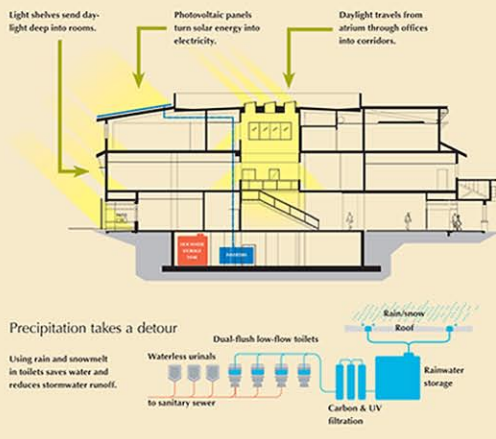 Light shelves send day-
light deep into rooms.
Photovoltaic panels
turn solar energy into
electricity.
Daylight travels from
atrium through offices
into corridors.
Precipitation takes a detour
Using rain and snowmelt
in toilets saves water and
reduces stormwater runoff.
Waterless urinals
to sanitary sewer
Dual-flush low-flow toilets
Carbon & UV
filtration
Rain/snow
Roof
Rainwater
storage